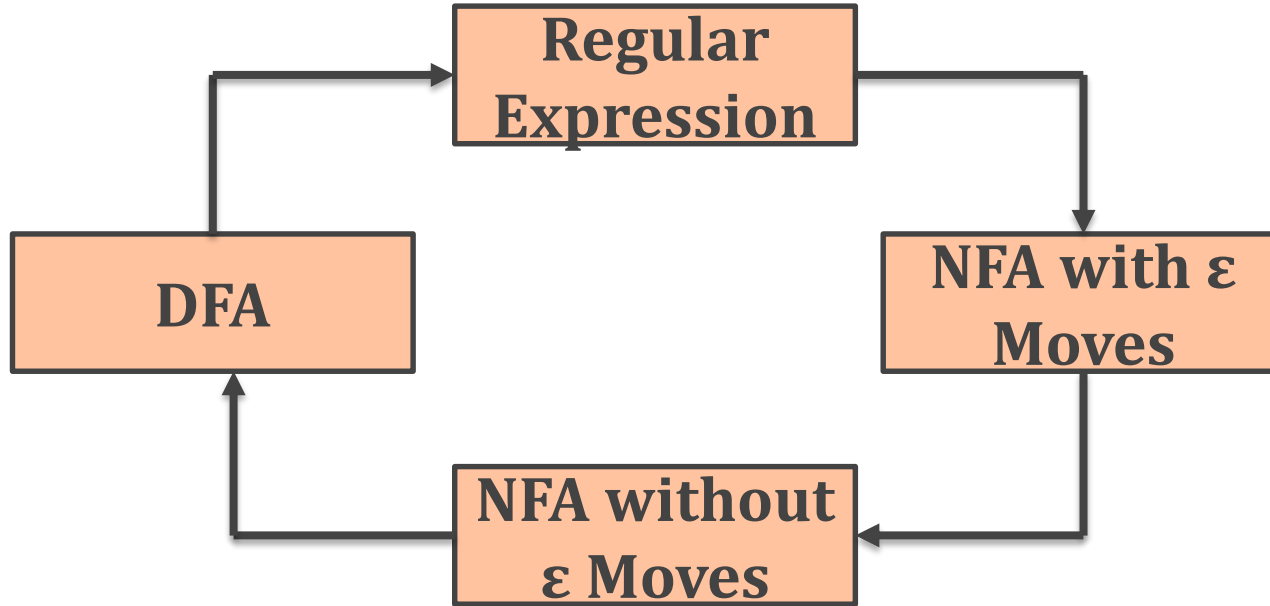 Regular
Expression
DFA
NFA with ε
Moves
NFA without
ε Moves